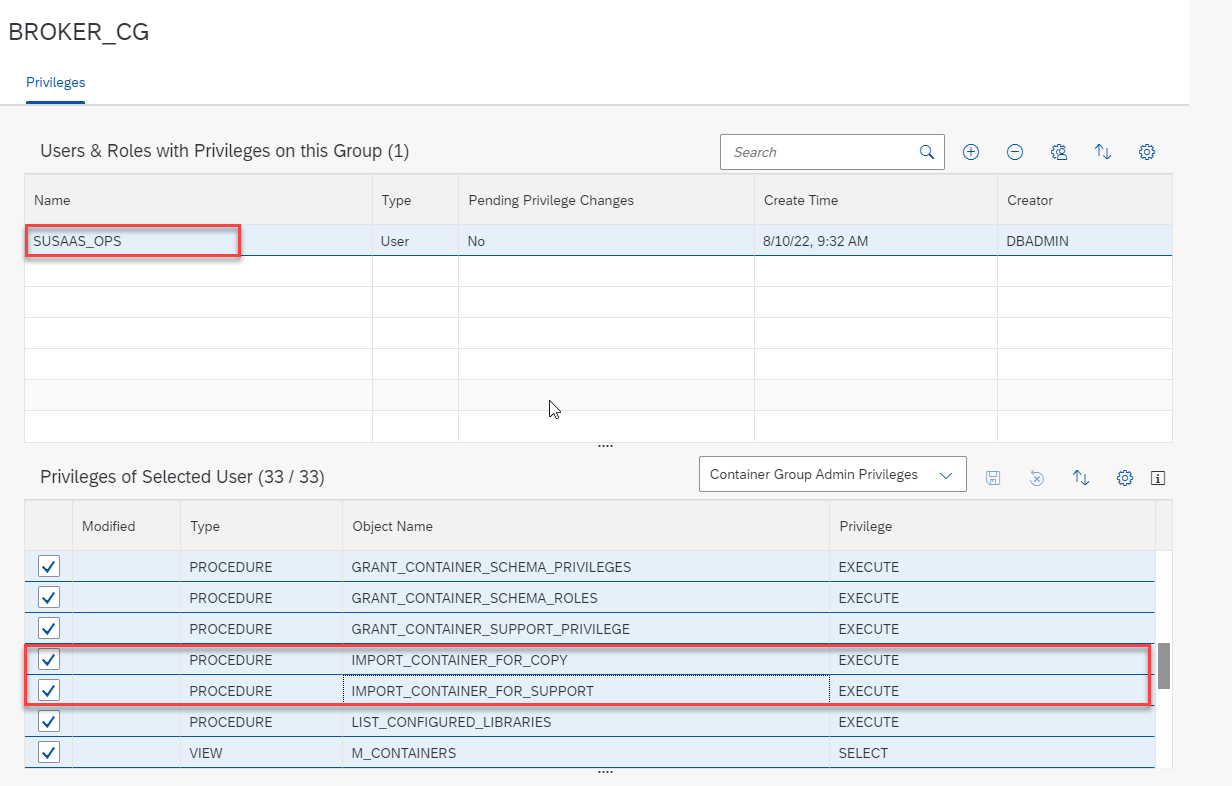 BROKER_CG
Privileges
Users & Roles with Privileges on this Group (1)
Search
Name Type Pending Privilege Changes Create Time Creator
SUSAAS_OPS User No 8/10/22, 9:32 AM DBADMIN
Privileges of Selected User (33 / 33)
Container Group Admin Privileges
Modified Type Object Name Privilege
PROCEDURE GRANT_CONTAINER_SCHEMA_PRIVILEGES EXECUTE
PROCEDURE GRANT_CONTAINER_SCHEMA_ROLES EXECUTE
PROCEDURE GRANT_CONTAINER_SUPPORT_PRIVILEGE EXECUTE
PROCEDURE IMPORT_CONTAINER_FOR_COPY EXECUTE
PROCEDURE IMPORT_CONTAINER_FOR_SUPPORT EXECUTE
PROCEDURE LIST_CONFIGURED_LIBRARIES EXECUTE
VIEW M_CONTAINERS SELECT